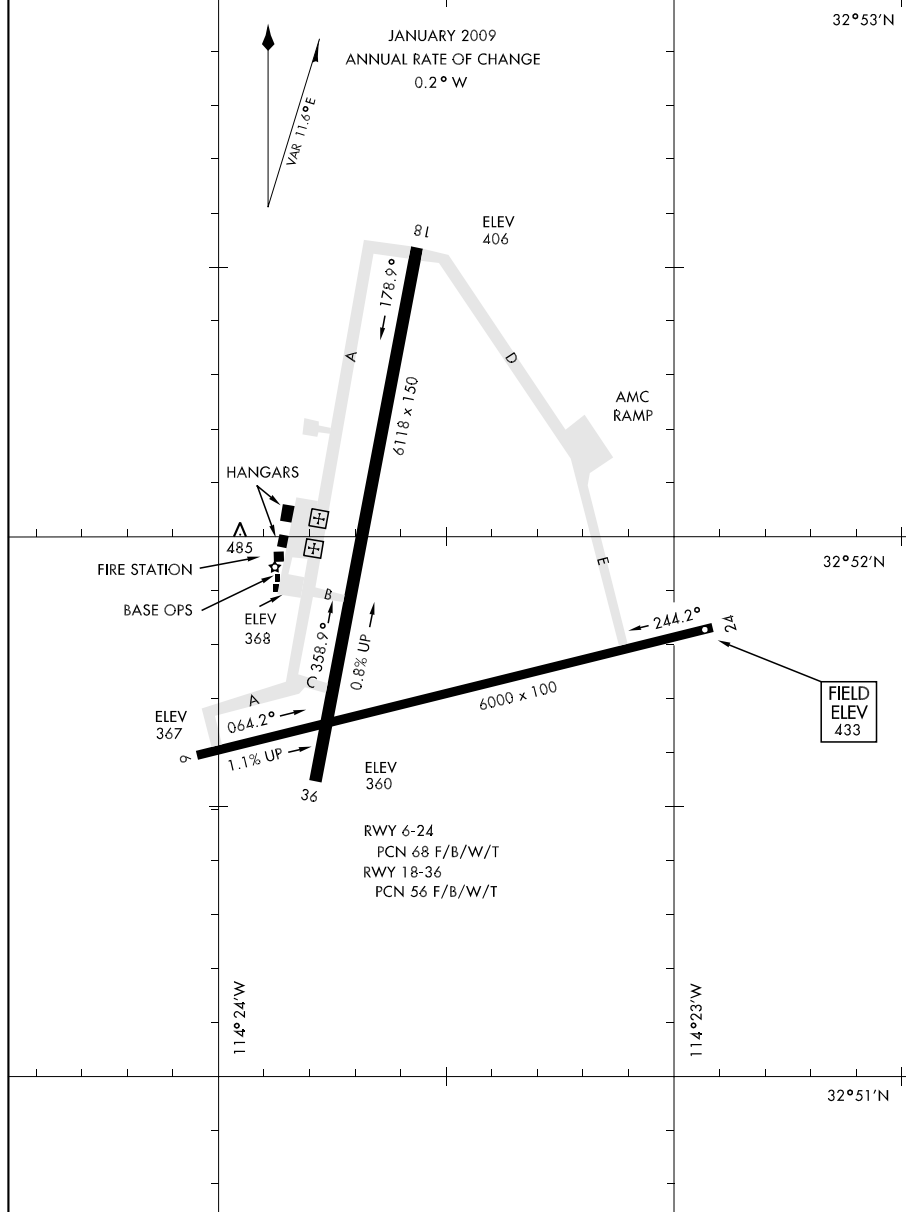 32°53'N
JANUARY 2009
ANNUAL RATE OF CHANGE
0.2° W
VAR 11.6°E
18
ELEV
406
178.9°
A
D
6118 x 150
AMC
RAMP
HANGARS
485
32°52'N
FIRE STATION
E
BASE OPS
B
ELEV
368
358.9°
0.8% UP
244.2°
24
C
A
6000 x 100
FIELD
ELEV
433
ELEV
367
064.2°
6
1.1% UP
ELEV
360
36
RWY 6-24
PCN 68 F/B/W/T
RWY 18-36
PCN 56 F/B/W/T
114°24'W
114°23'W
32°51'N